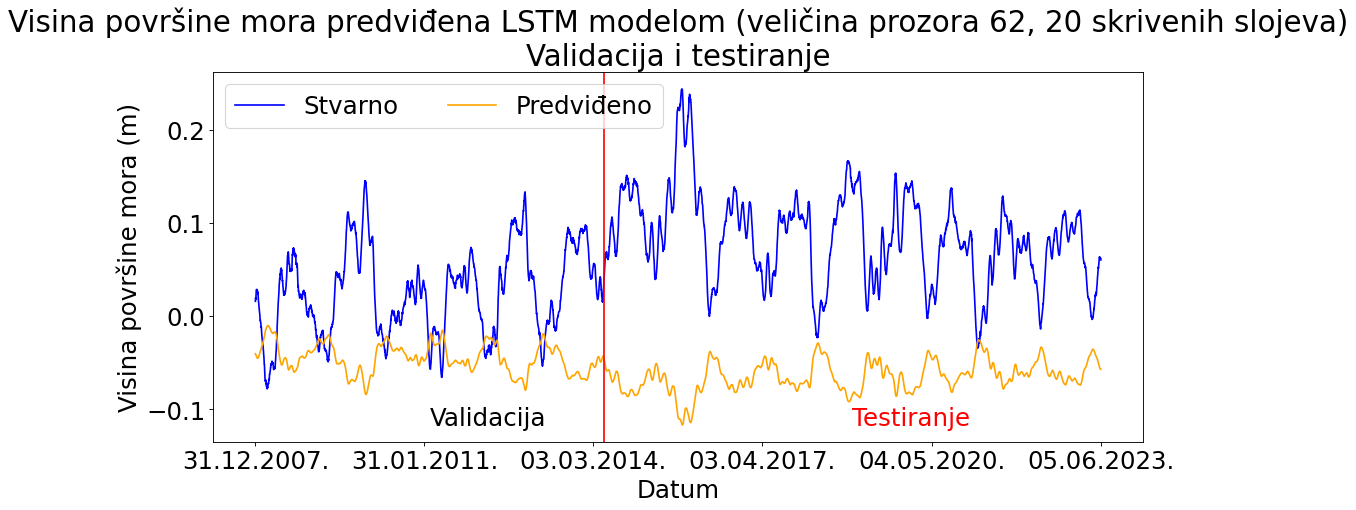 Visina površine mora predviđena LSTM modelom (veličina prozora 62, 20 skrivenih slojeva)
Validacija i testiranje
Stvarno
Predviđeno
Visina površine mora (m)
0.2
0.1
0.0
−0.1
Validacija
Testiranje
31.12.2007.
31.01.2011.
03.03.2014.
03.04.2017.
04.05.2020.
05.06.2023.
Datum